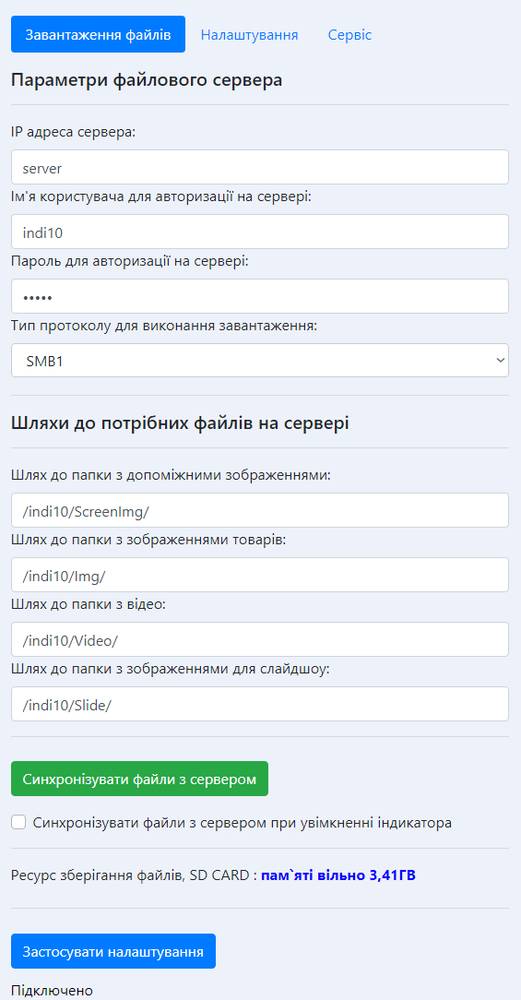 Завантаження файлів Налаштування Сервіс
Параметри файлового сервера
IP адреса сервера:
server
Ім'я користувача для авторизації на сервері:
indi10
Пароль для авторизації на сервері:
•••••
Тип протоколу для виконання завантаження:
SMB1
Шляхи до потрібних файлів на сервері
Шлях до папки з допоміжними зображеннями:
/indi10/ScreenImg/
Шлях до папки з зображеннями товарів:
/indi10/Img/
Шлях до папки з відео:
/indi10/Video/
Шлях до папки з зображеннями для слайдшоу:
/indi10/Slide/
Синхронізувати файли з сервером
Синхронізувати файли з сервером при увімкненні індикатора
Ресурс зберігання файлів, SD CARD : пам`яті вільно 3,41ГВ
Застосувати налаштування
Підключено